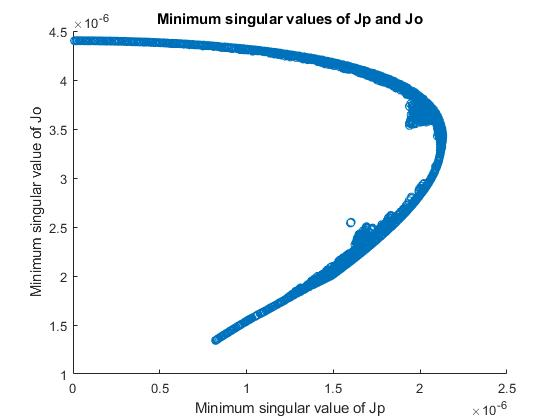 Minimum singular values of Jp and Jo
×10⁻⁶
4.5
4
3.5
3
2.5
2
1.5
1
Minimum singular value of Jo
0 0.5 1 1.5 2 2.5
Minimum singular value of Jp
×10⁻⁶